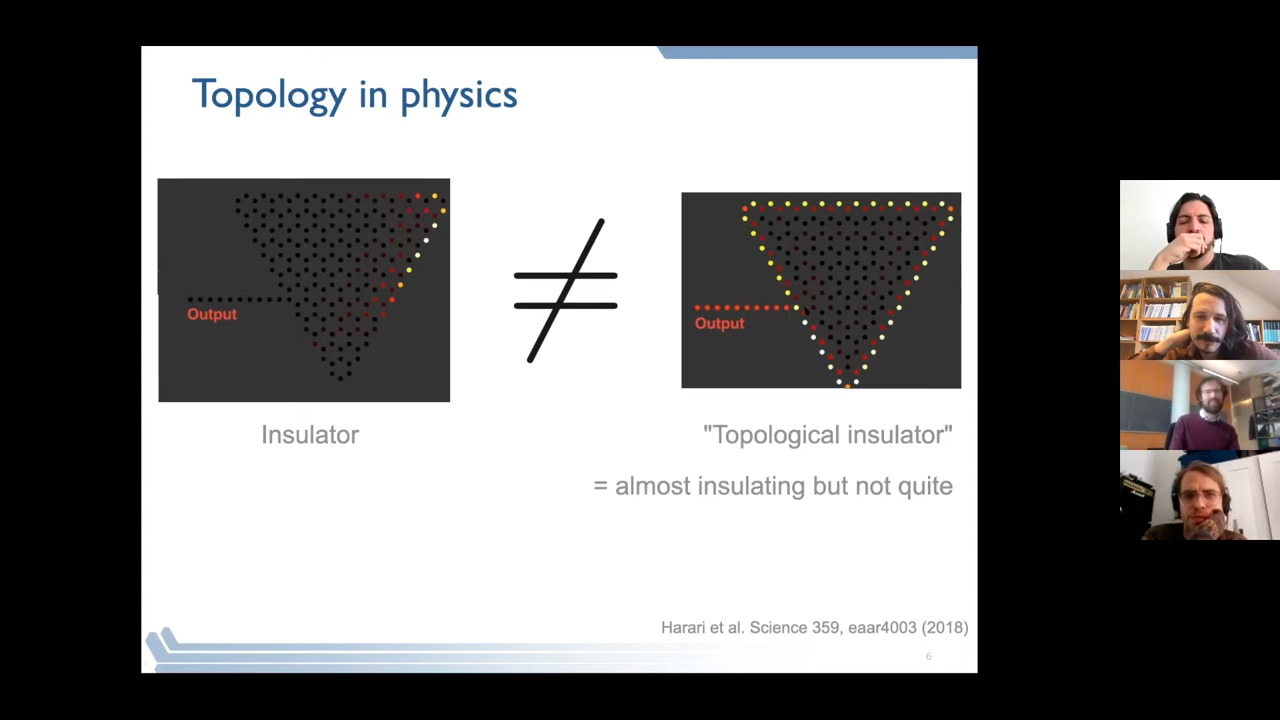 Topology in physics
Output
Output
≠
Insulator
"Topological insulator"
= almost insulating but not quite
Harari et al. Science 359, eaar4003 (2018)
6